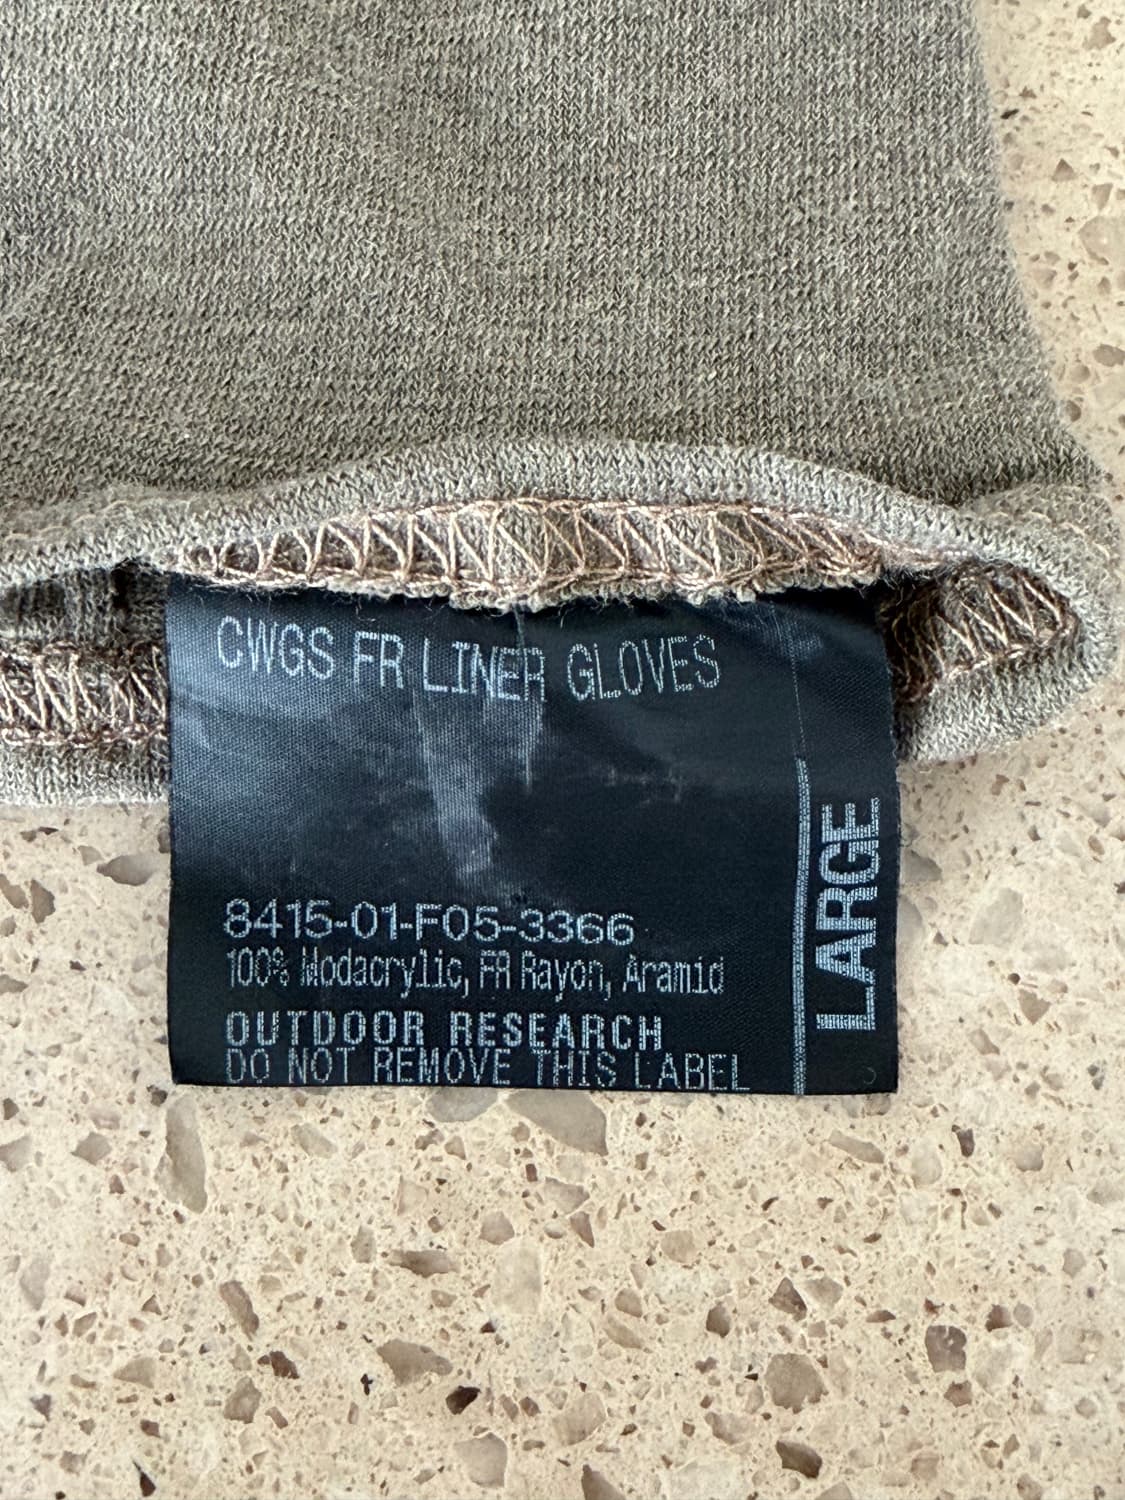 CWGS FR LINER GLOVES
8415-01-F05-3366
100% Modacrylic, FR Rayon, Aramid
OUTDOOR RESEARCH
DO NOT REMOVE THIS LABEL
LARGE